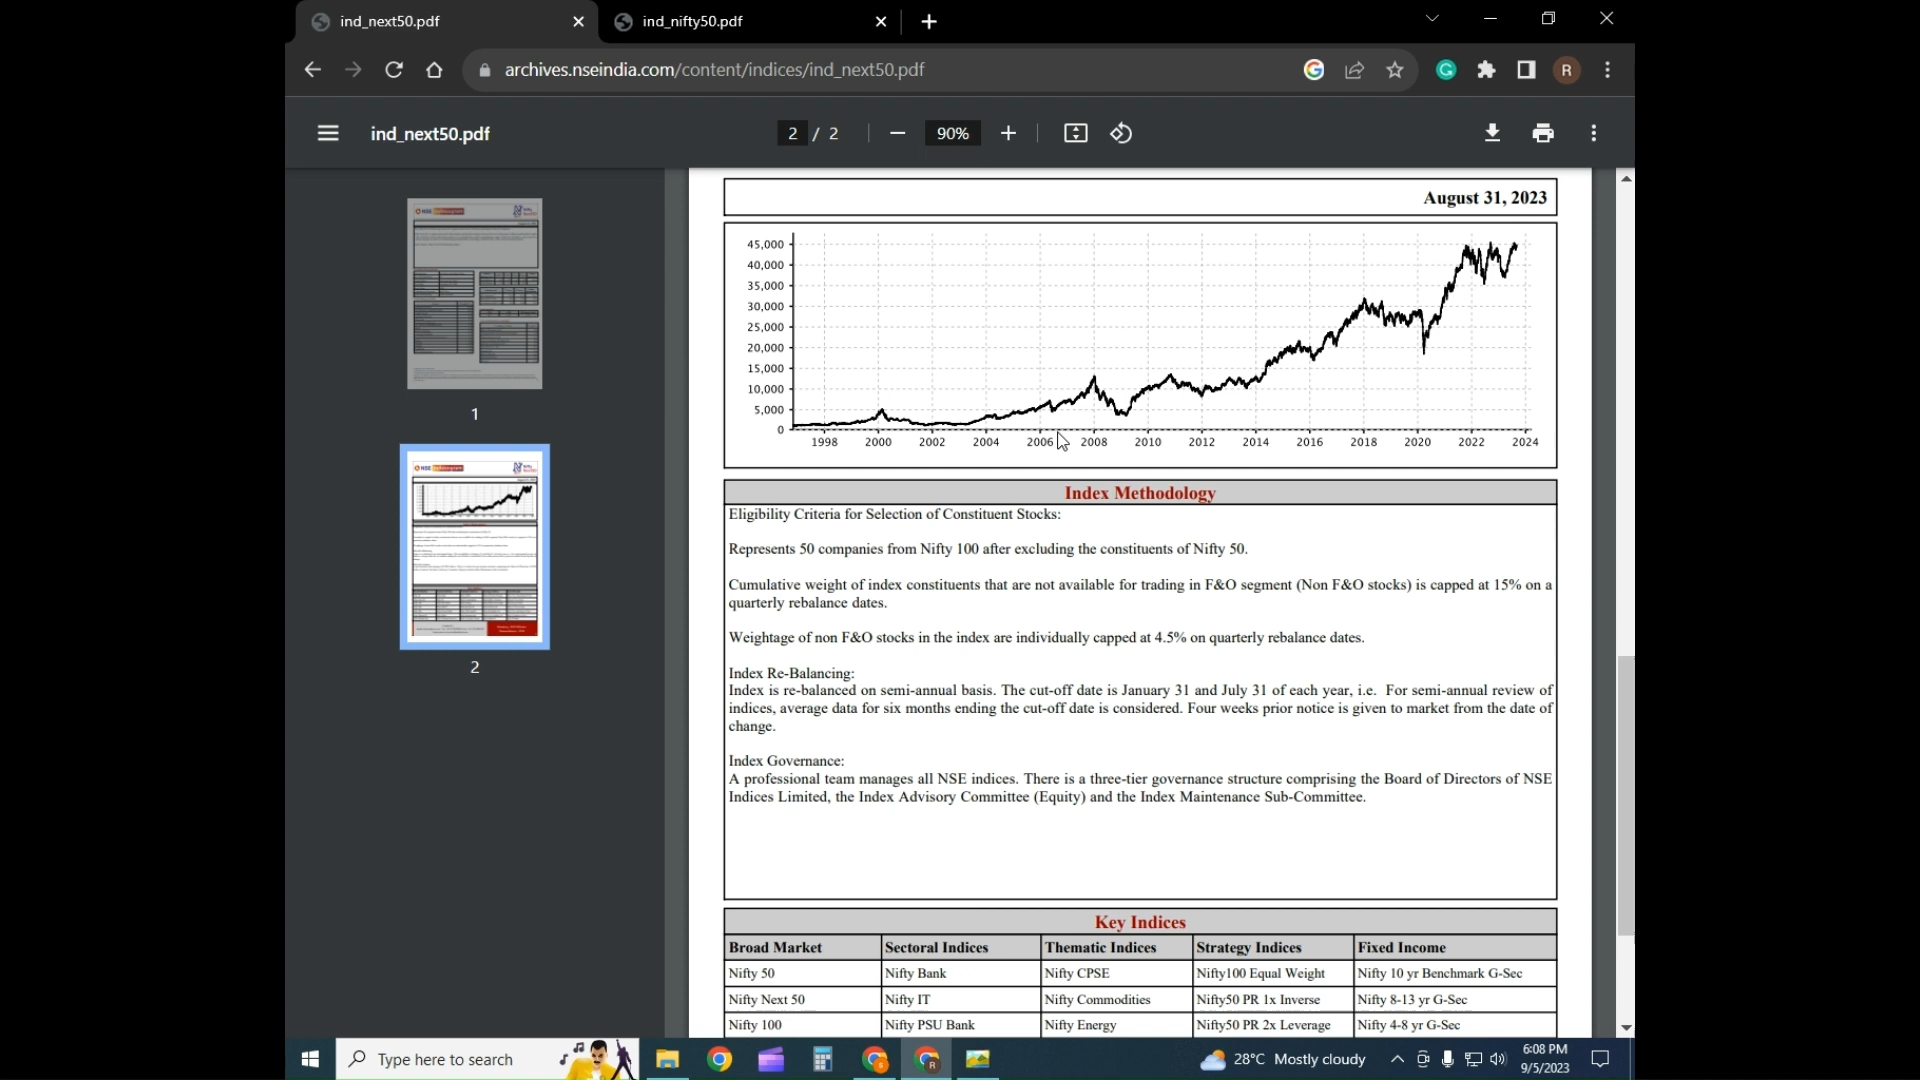 ind_next50.pdf
ind_nifty50.pdf
archives.nseindia.com/content/indices/ind_next50.pdf
R
ind_next50.pdf
2 / 2
90%
1
2
August 31, 2023
45,000
40,000
35,000
30,000
25,000
20,000
15,000
10,000
5,000
0
1998 2000 2002 2004 2006 2008 2010 2012 2014 2016 2018 2020 2022 2024
Index Methodology
Eligibility Criteria for Selection of Constituent Stocks:
Represents 50 companies from Nifty 100 after excluding the constituents of Nifty 50.
Cumulative weight of index constituents that are not available for trading in F&O segment (Non F&O stocks) is capped at 15% on a
quarterly rebalance dates.
Weightage of non F&O stocks in the index are individually capped at 4.5% on quarterly rebalance dates.
Index Re-Balancing:
Index is re-balanced on semi-annual basis. The cut-off date is January 31 and July 31 of each year, i.e. For semi-annual review of
indices, average data for six months ending the cut-off date is considered. Four weeks prior notice is given to market from the date of
change.
Index Governance:
A professional team manages all NSE indices. There is a three-tier governance structure comprising the Board of Directors of NSE
Indices Limited, the Index Advisory Committee (Equity) and the Index Maintenance Sub-Committee.
Key Indices
Broad Market Sectoral Indices Thematic Indices Strategy Indices Fixed Income
Nifty 50 Nifty Bank Nifty CPSE Nifty100 Equal Weight Nifty 10 yr Benchmark G-Sec
Nifty Next 50 Nifty IT Nifty Commodities Nifty50 PR 1x Inverse Nifty 8-13 yr G-Sec
Nifty 100 Nifty PSU Bank Nifty Energy Nifty50 PR 2x Leverage Nifty 4-8 yr G-Sec
Type here to search
28°C Mostly cloudy
6:08 PM
9/5/2023